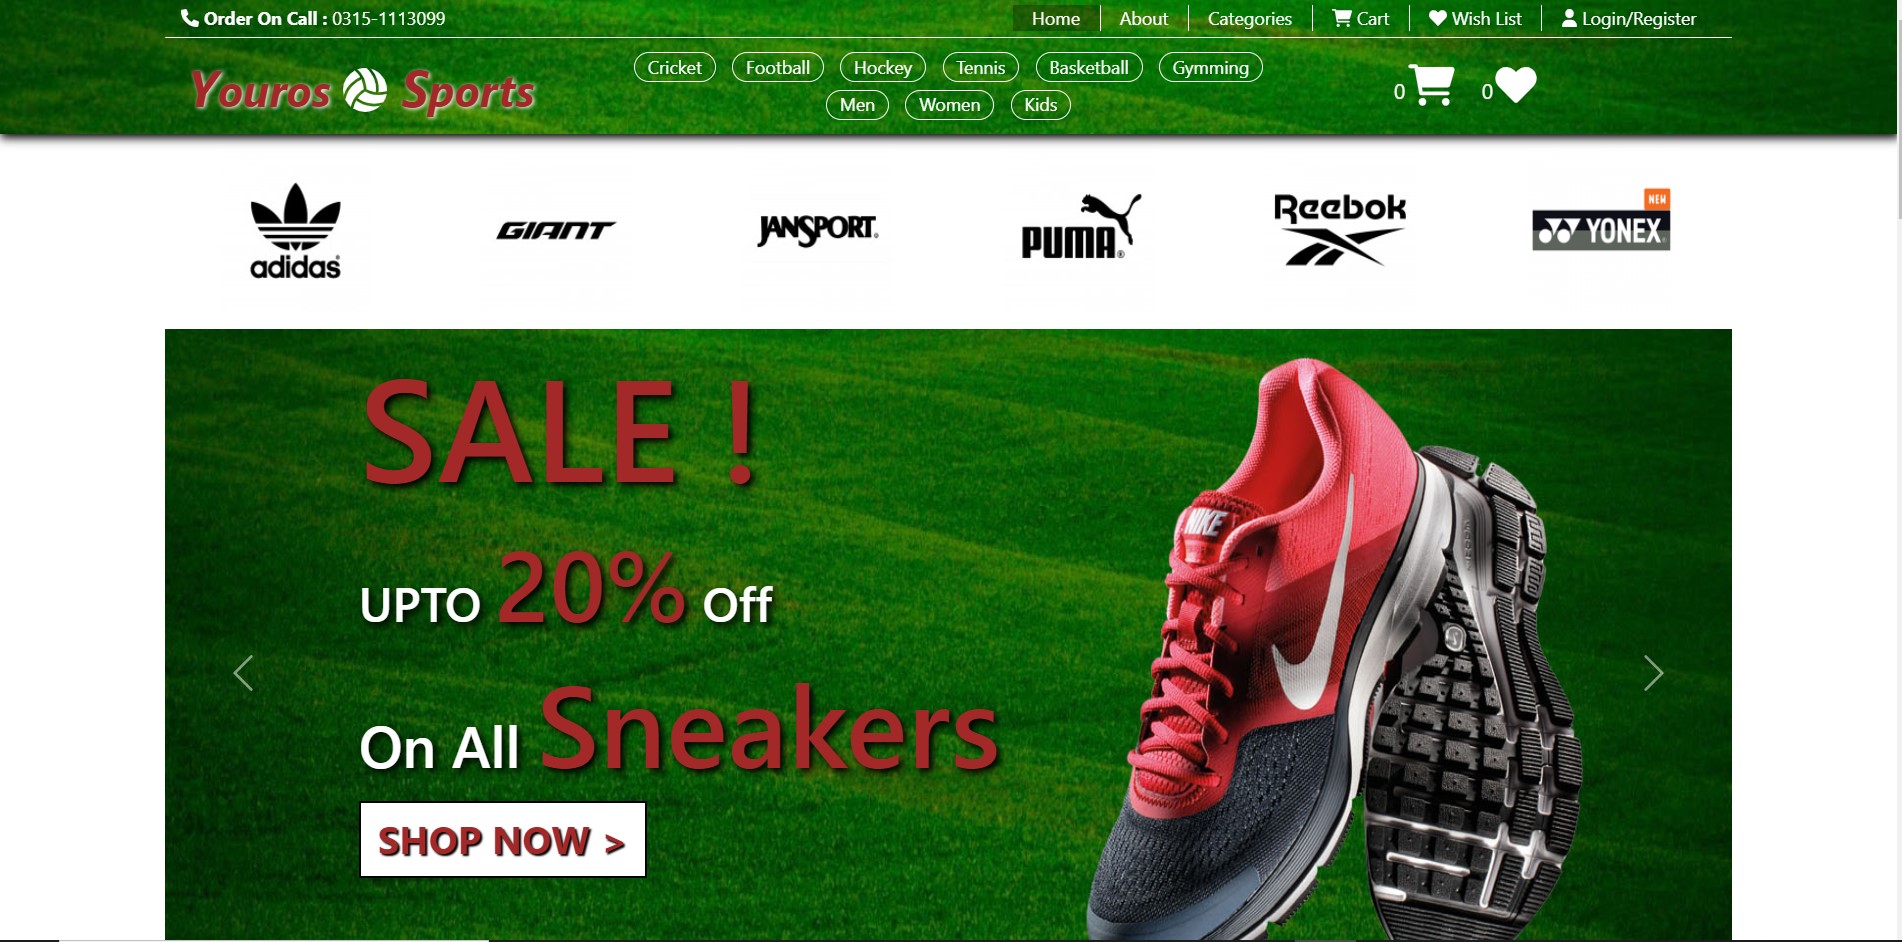 Order On Call : 0315-1113099
Home About Categories Cart Wish List Login/Register
Youros Sports
Cricket Football Hockey Tennis Basketball Gymming
Men Women Kids
0 0
adidas
GIANT
JANSPORT®
PUMA®
Reebok
NEW
YONEX
SALE !
UPTO 20% Off
On All Sneakers
SHOP NOW >
NIKE